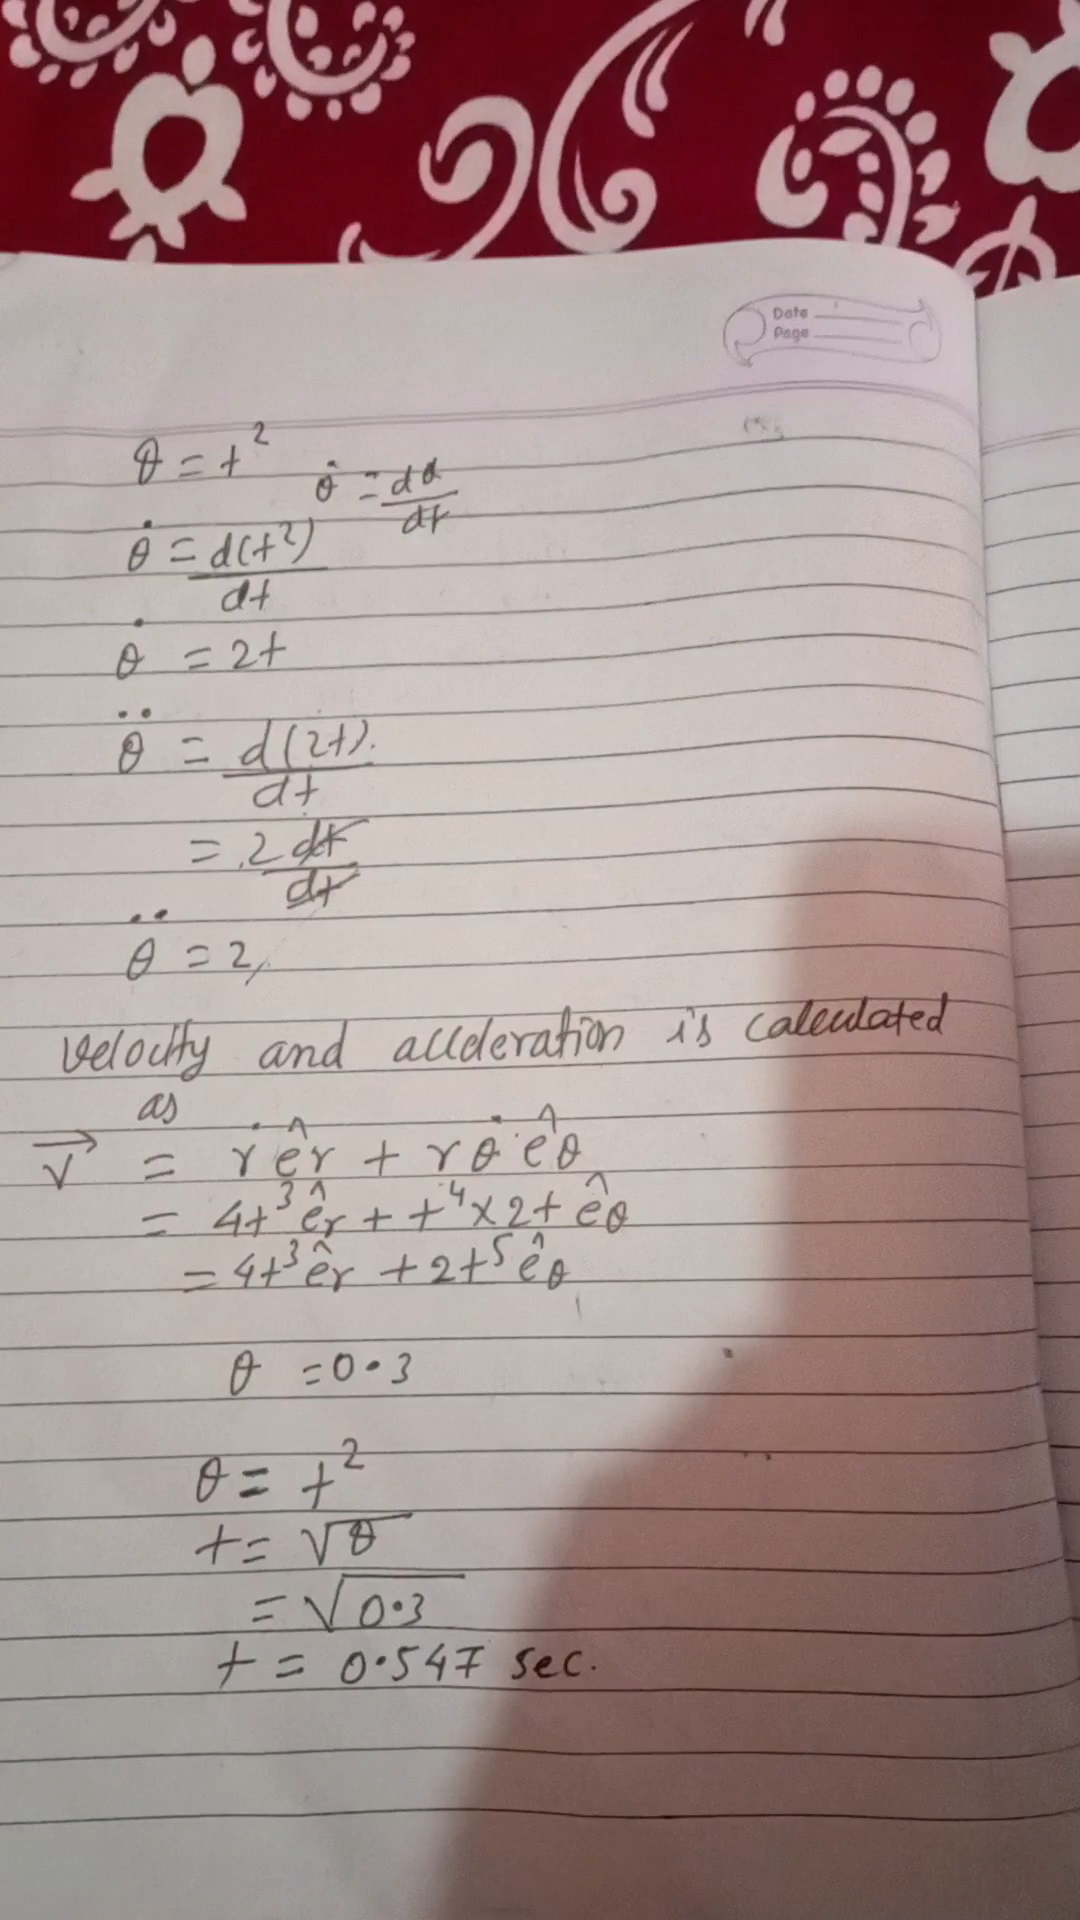 Date
Page
θ = t²
θ̇ = dθ/dt
θ̇ = d(t²)/dt
θ̇ = 2t
θ̈ = d(2t)/dt
= 2 dt/dt
θ̈ = 2
Velocity and accderation is calculated
as
v⃗ = ṙ êr + r θ̇ êθ
= 4t³ êr + t⁴ × 2t êθ
= 4t³ êr + 2t⁵ êθ
θ = 0.3
θ = t²
t = √θ
= √0.3
t = 0.547 sec.